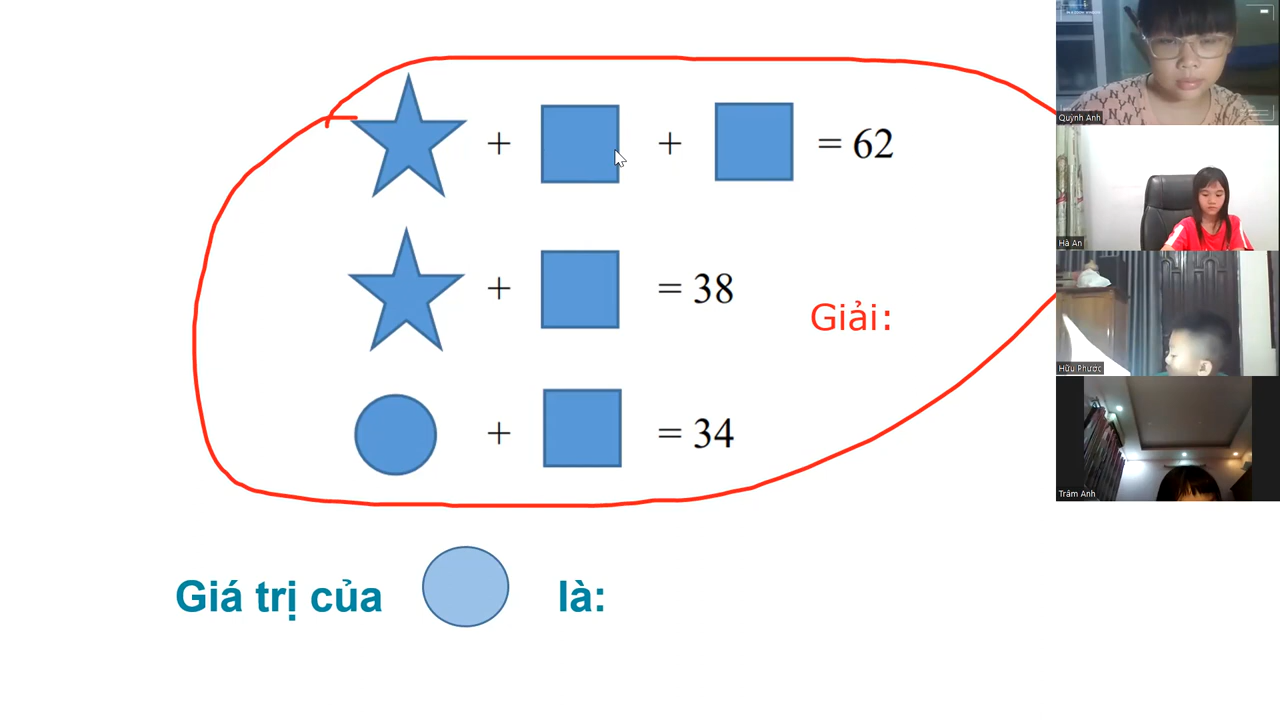 + + = 62
+ = 38
Giải:
+ = 34
Giá trị của là:
Quỳnh Anh
Hà An
Hữu Phước
Trâm Anh